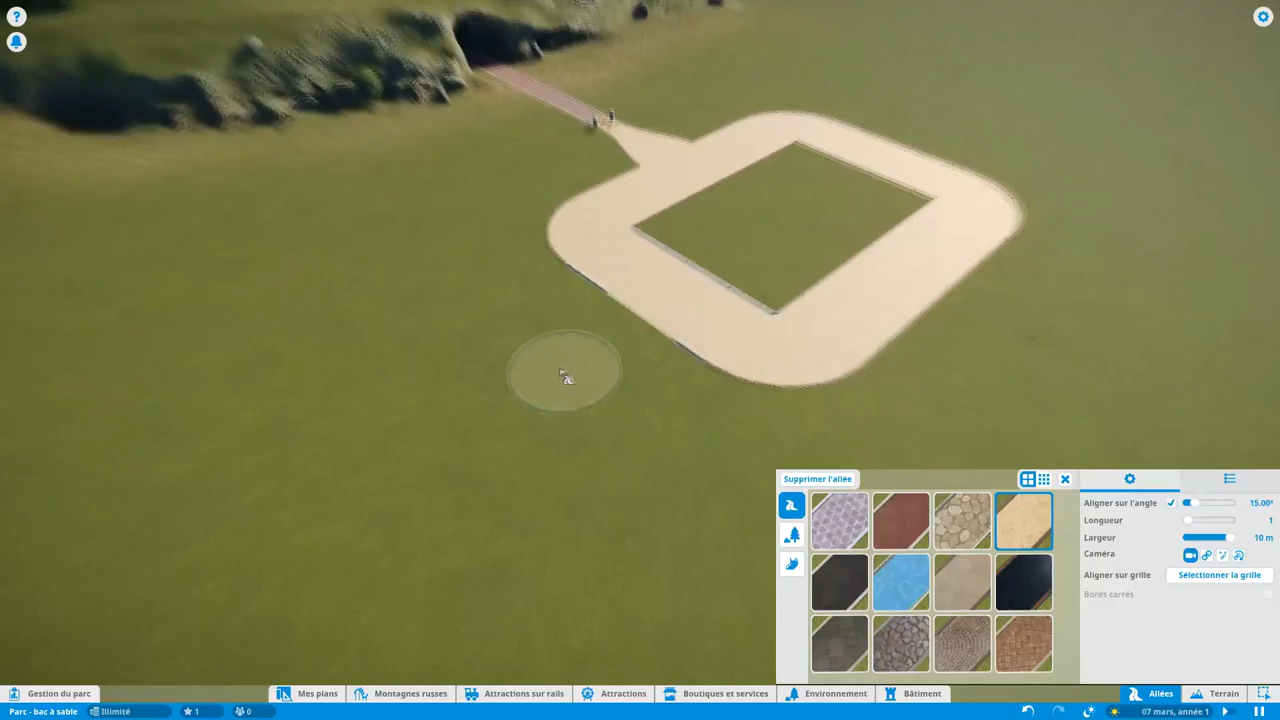 ?
Supprimer l'allée
Aligner sur l'angle 15.00°
Longueur 1
Largeur 10 m
Caméra
Aligner sur grille Sélectionner la grille
Bords carrés
Gestion du parc Mes plans Montagnes russes Attractions sur rails Attractions Boutiques et services Environnement Bâtiment Allées Terrain
Parc - bac à sable Illimité 1 0 07 mars, année 1